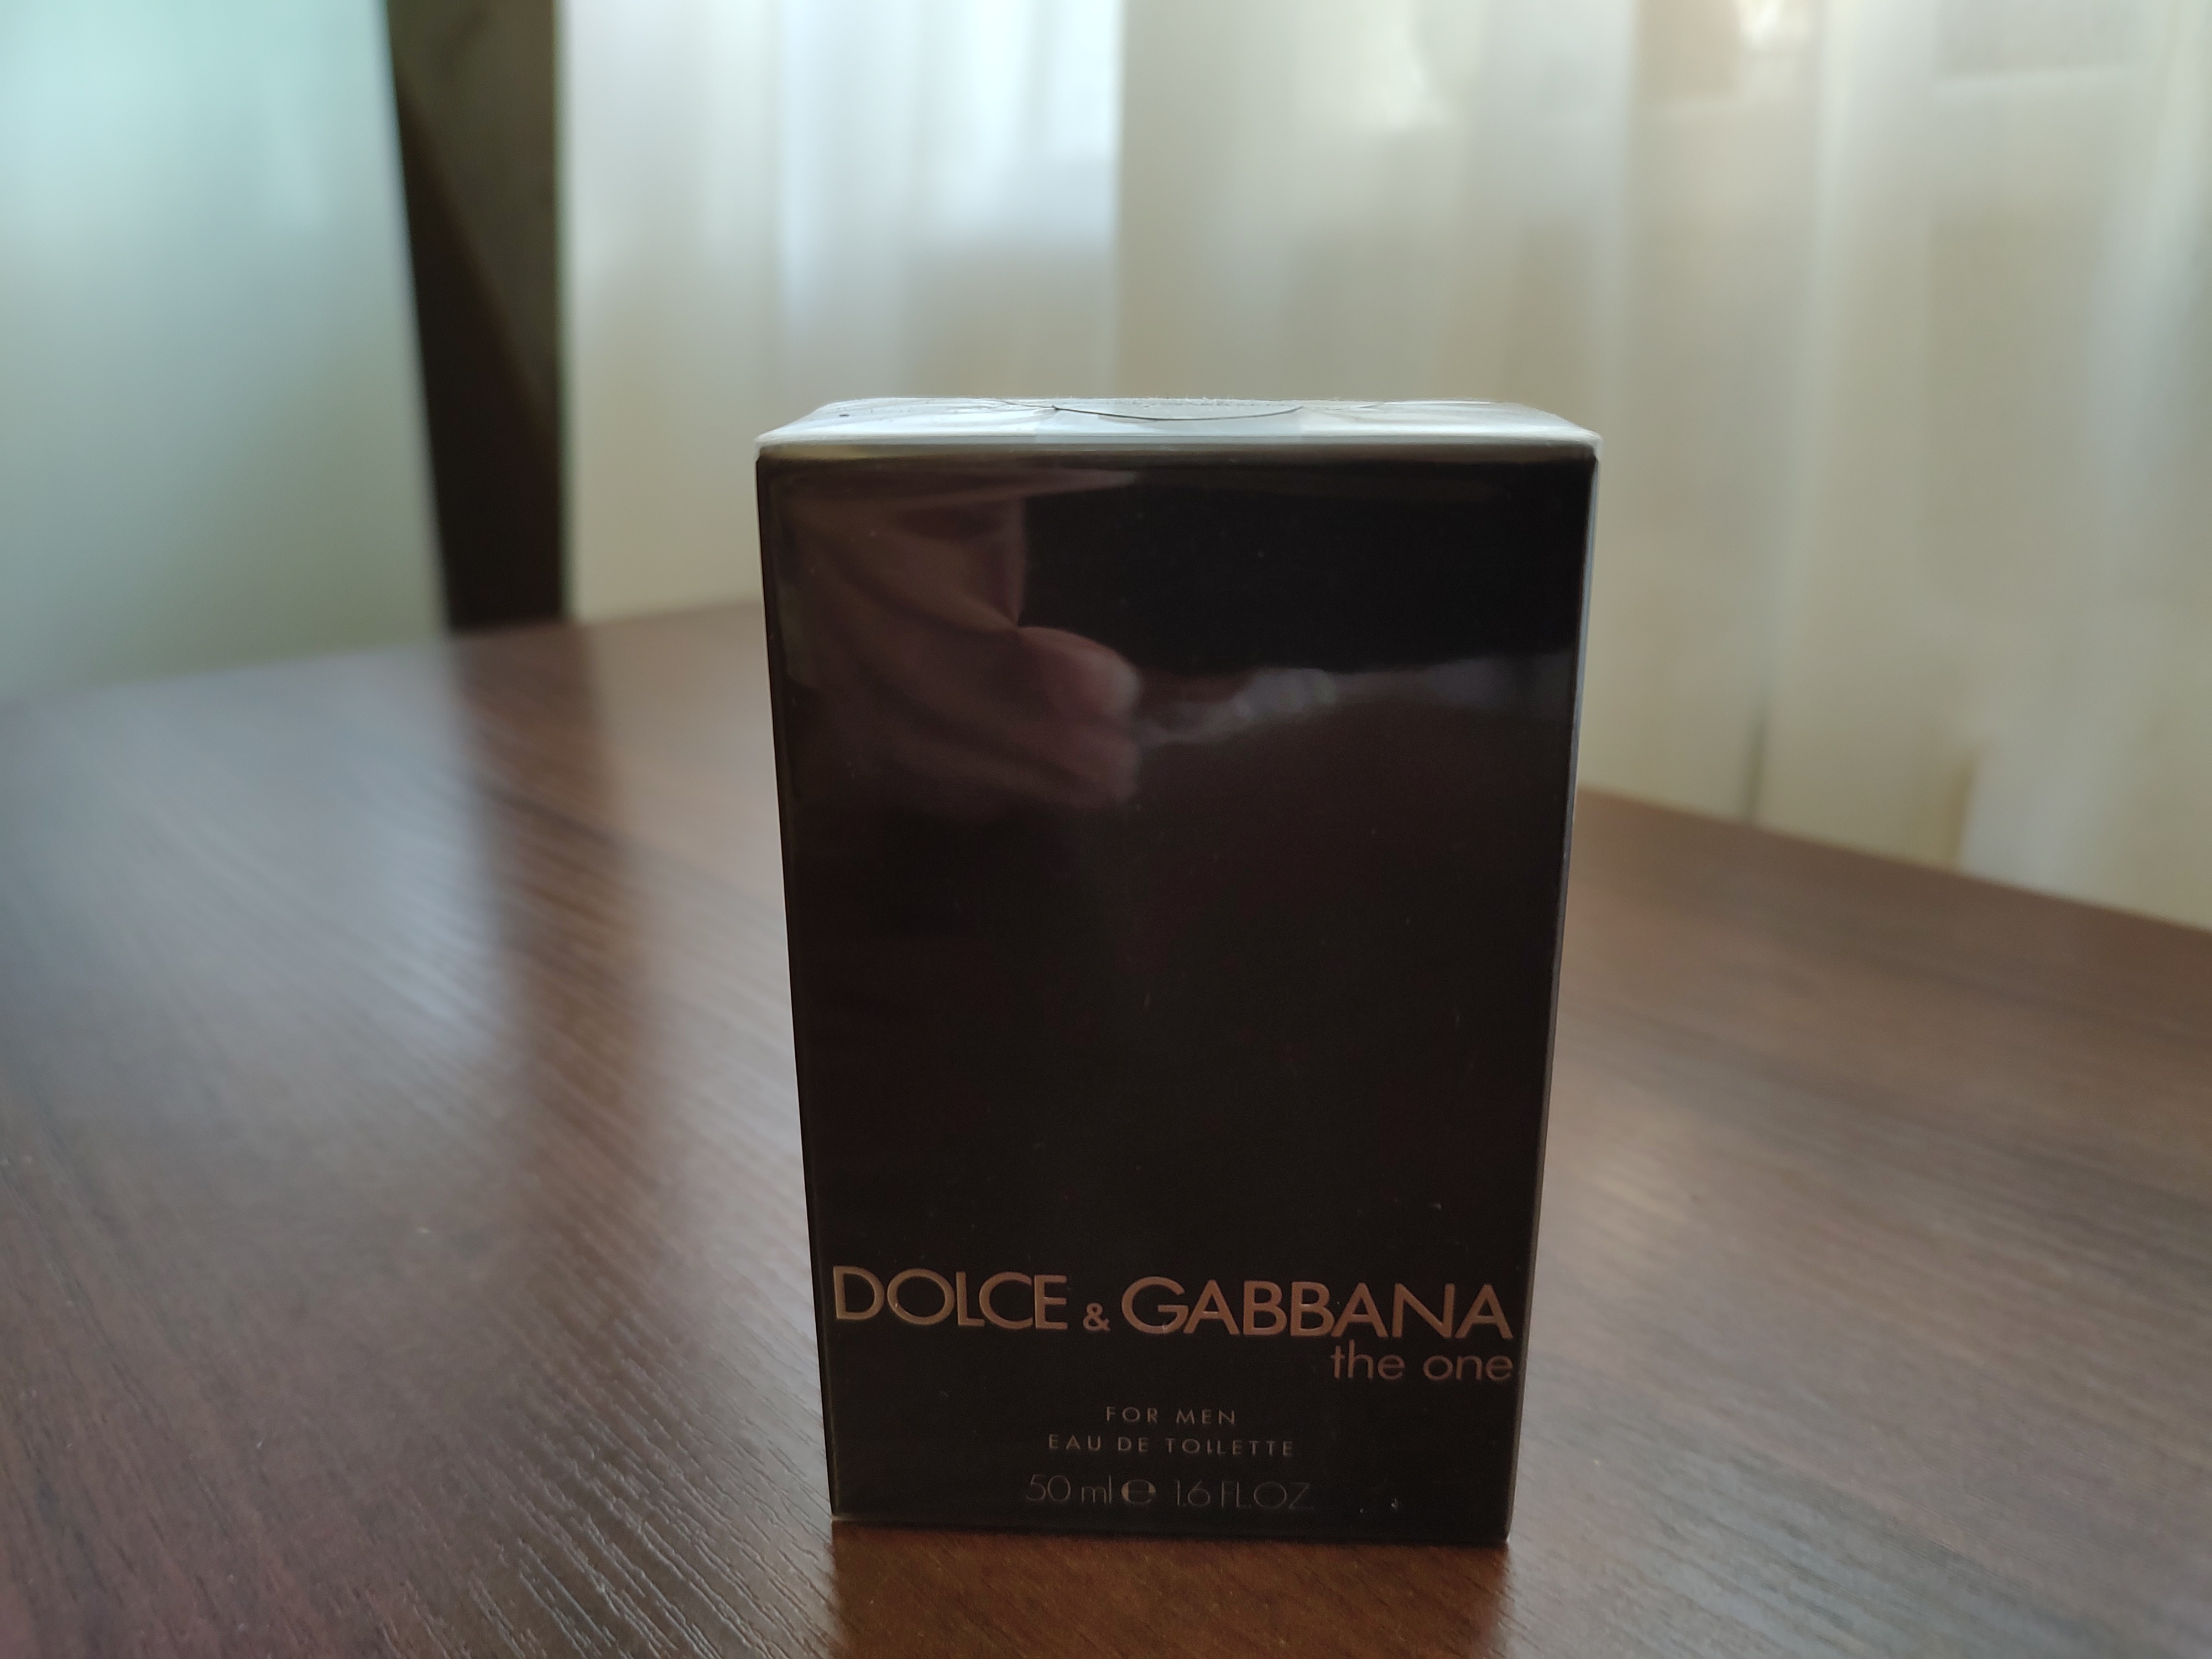 DOLCE & GABBANA
the one
FOR MEN
EAU DE TOILETTE
50 ml e 1.6 FL.OZ